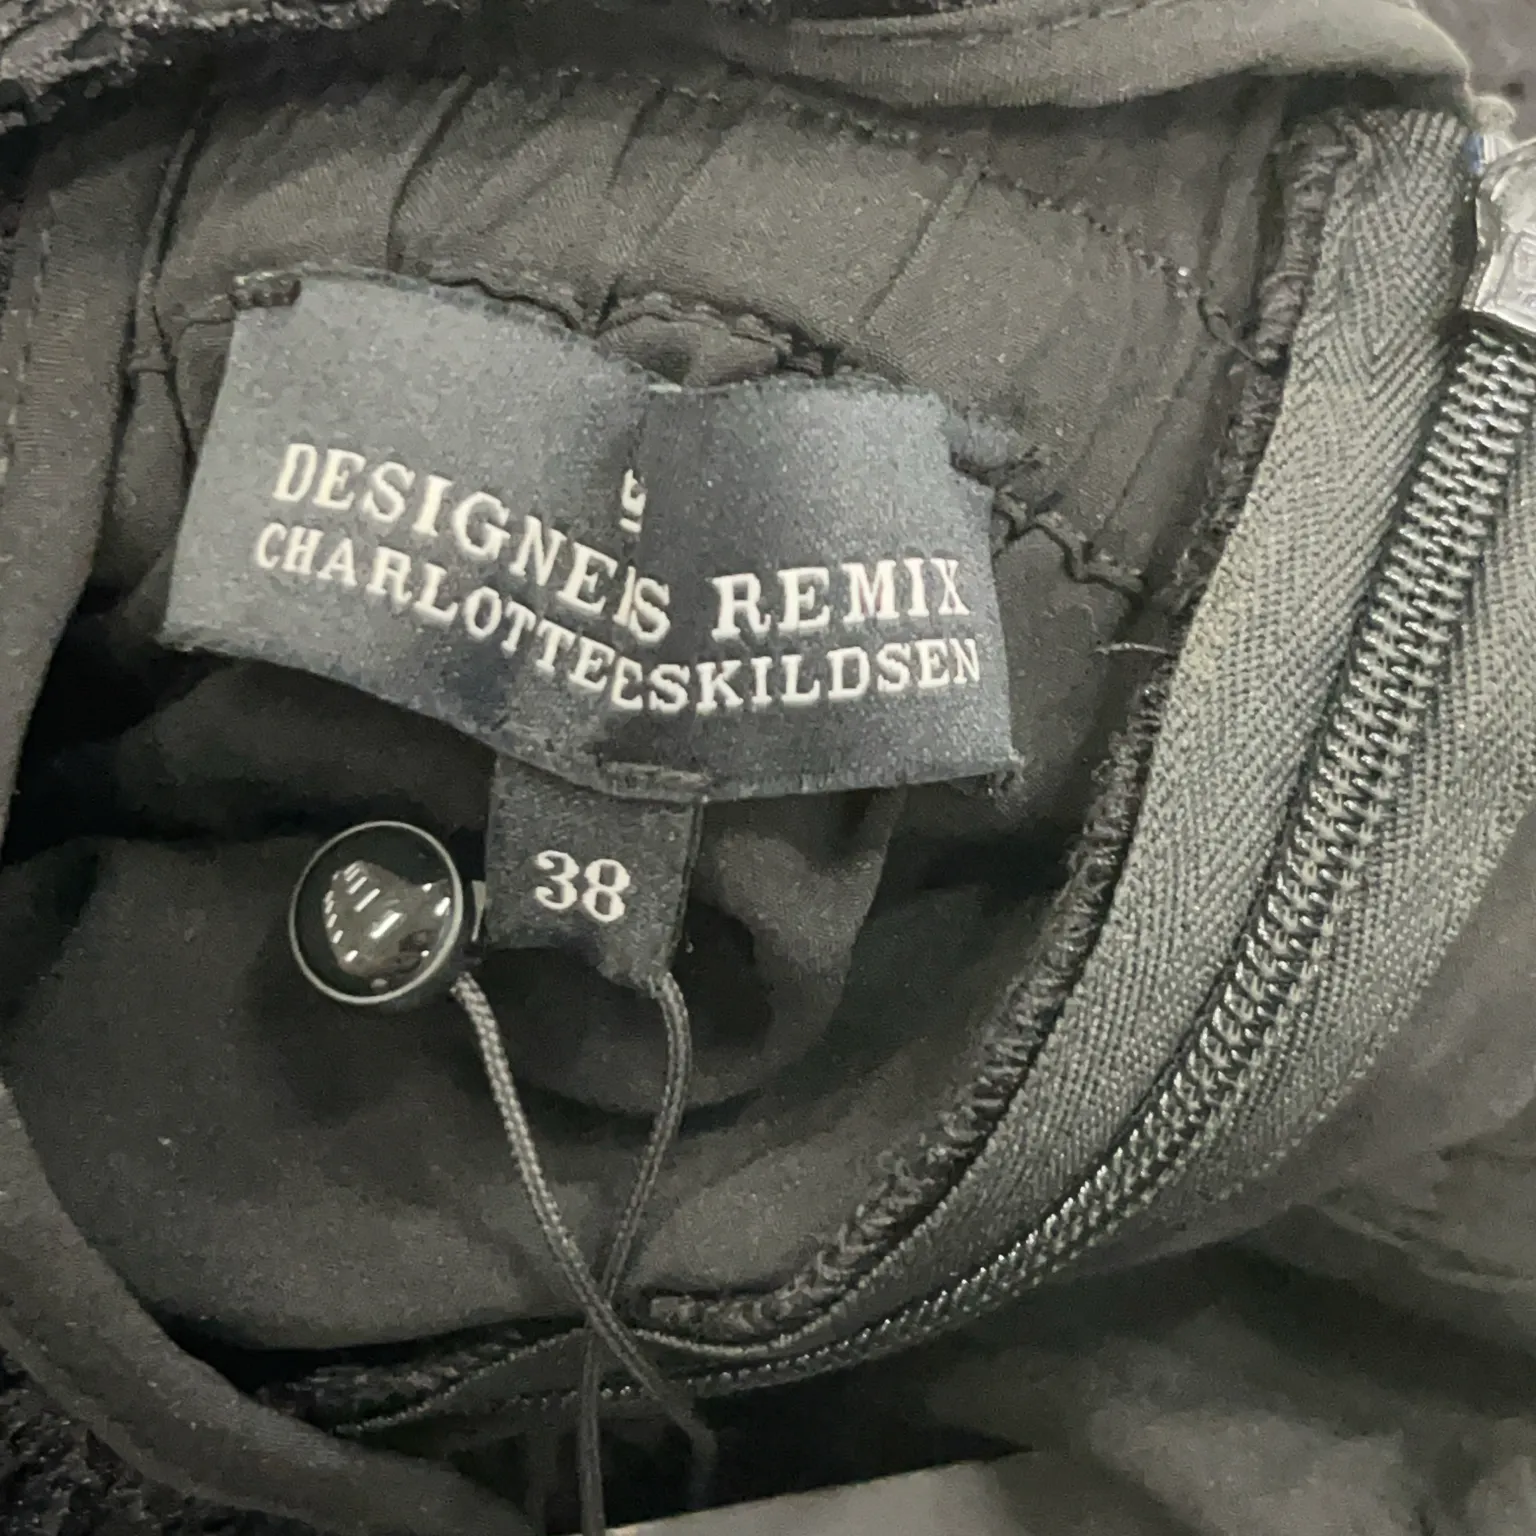 DESIGNERS REMIX
CHARLOTTE ESKILDSEN
38